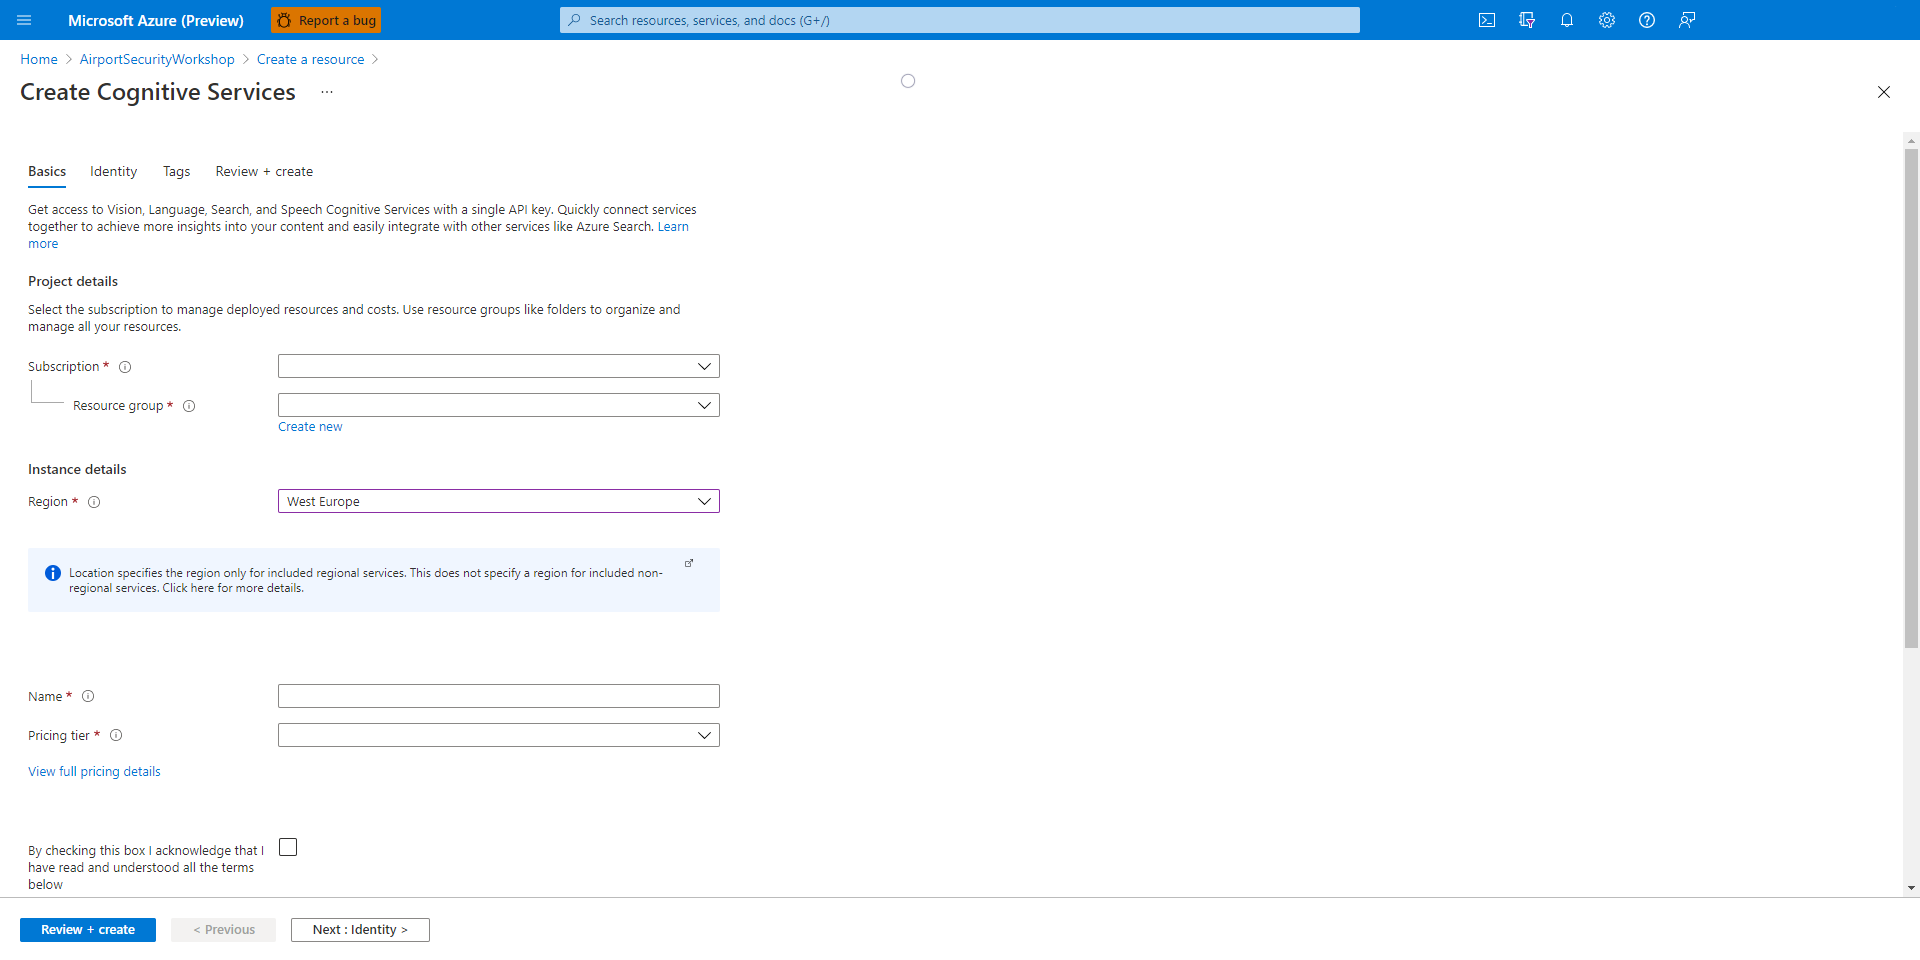 Microsoft Azure (Preview)
Report a bug
Search resources, services, and docs (G+/)
Home > AirportSecurityWorkshop > Create a resource >
Create Cognitive Services ...
Basics Identity Tags Review + create
Get access to Vision, Language, Search, and Speech Cognitive Services with a single API key. Quickly connect services
together to achieve more insights into your content and easily integrate with other services like Azure Search. Learn
more
Project details
Select the subscription to manage deployed resources and costs. Use resource groups like folders to organize and
manage all your resources.
Subscription *
Resource group *
Create new
Instance details
Region *
West Europe
Location specifies the region only for included regional services. This does not specify a region for included non-
regional services. Click here for more details.
Name *
Pricing tier *
View full pricing details
By checking this box I acknowledge that I
have read and understood all the terms
below
Review + create
< Previous
Next : Identity >